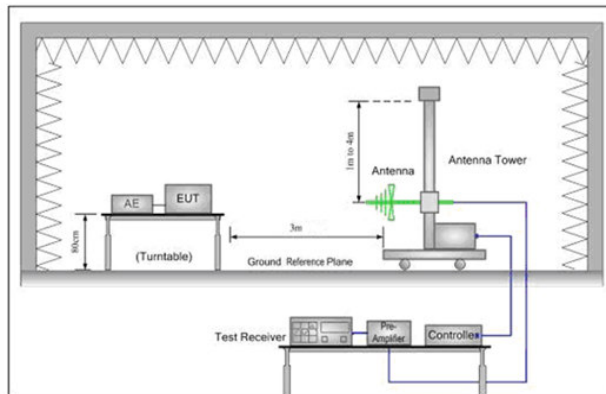 1m to 4m
Antenna
Antenna Tower
AE
EUT
80cm
(Turntable)
3m
Ground Reference Plane
Test Receiver
Pre-
Amplifier
Controller